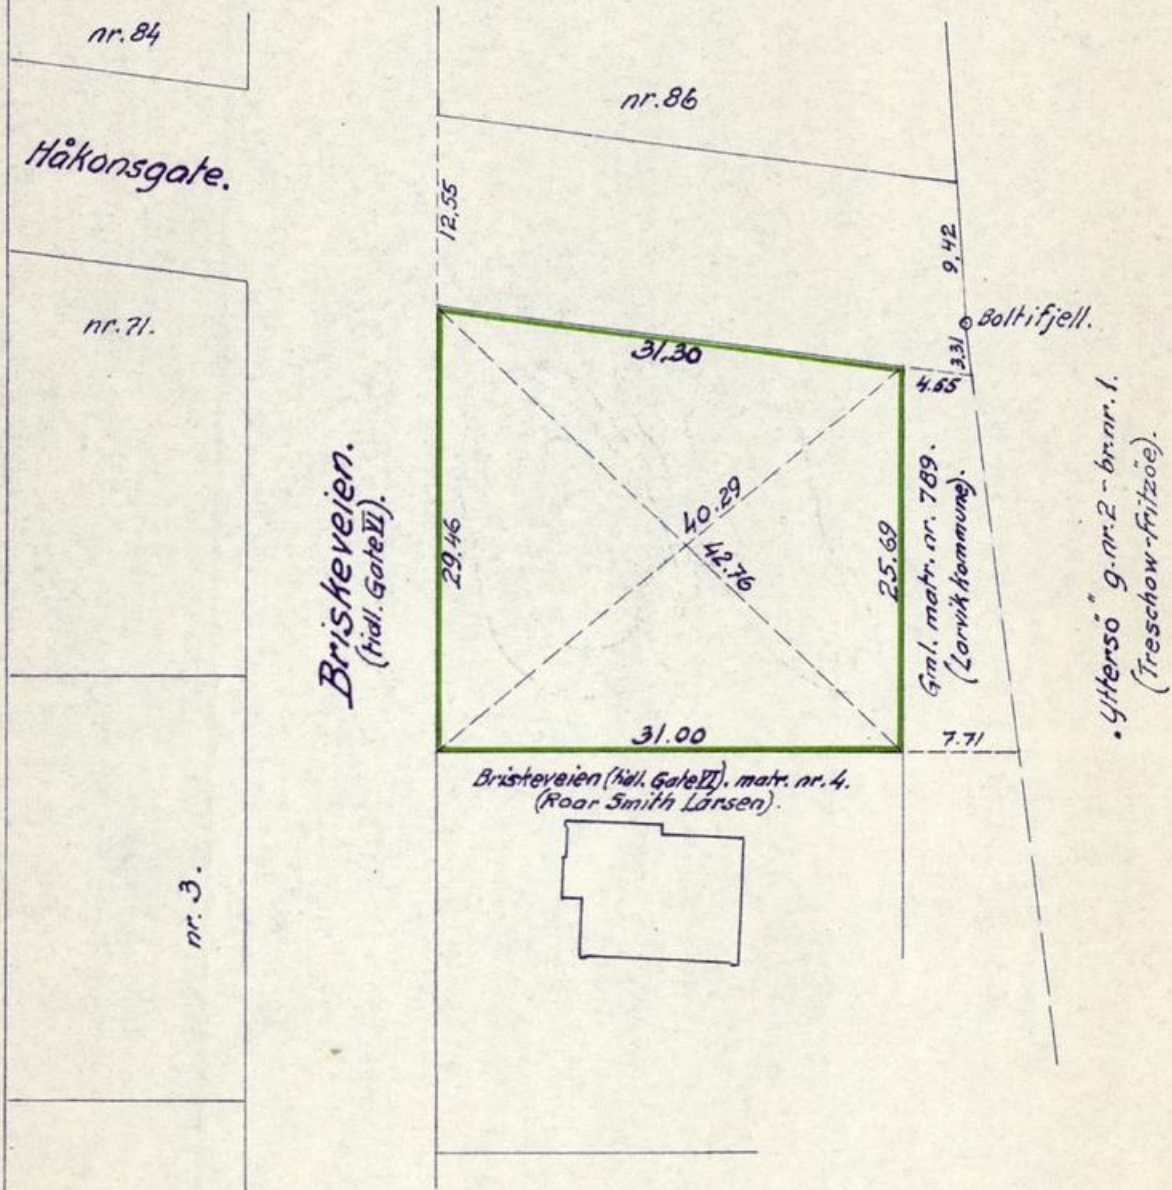 nr.84
nr.86
Håkonsgate.
12,55
9,42
nr.71.
Boltifjell.
3.31
31,30
4.65
Briskeveien.
(tidl. Gate VI).
29.46
40.29
42.76
25.69
Gml. matr. nr. 789.
(Larvik kommune).
"Yttersö" g.nr.2 - br.nr.1.
(Treschow-Fritzöe).
31.00
7.71
Briskeveien (tidl. Gate VI). matr. nr. 4.
(Roar Smith Larsen).
nr. 3.